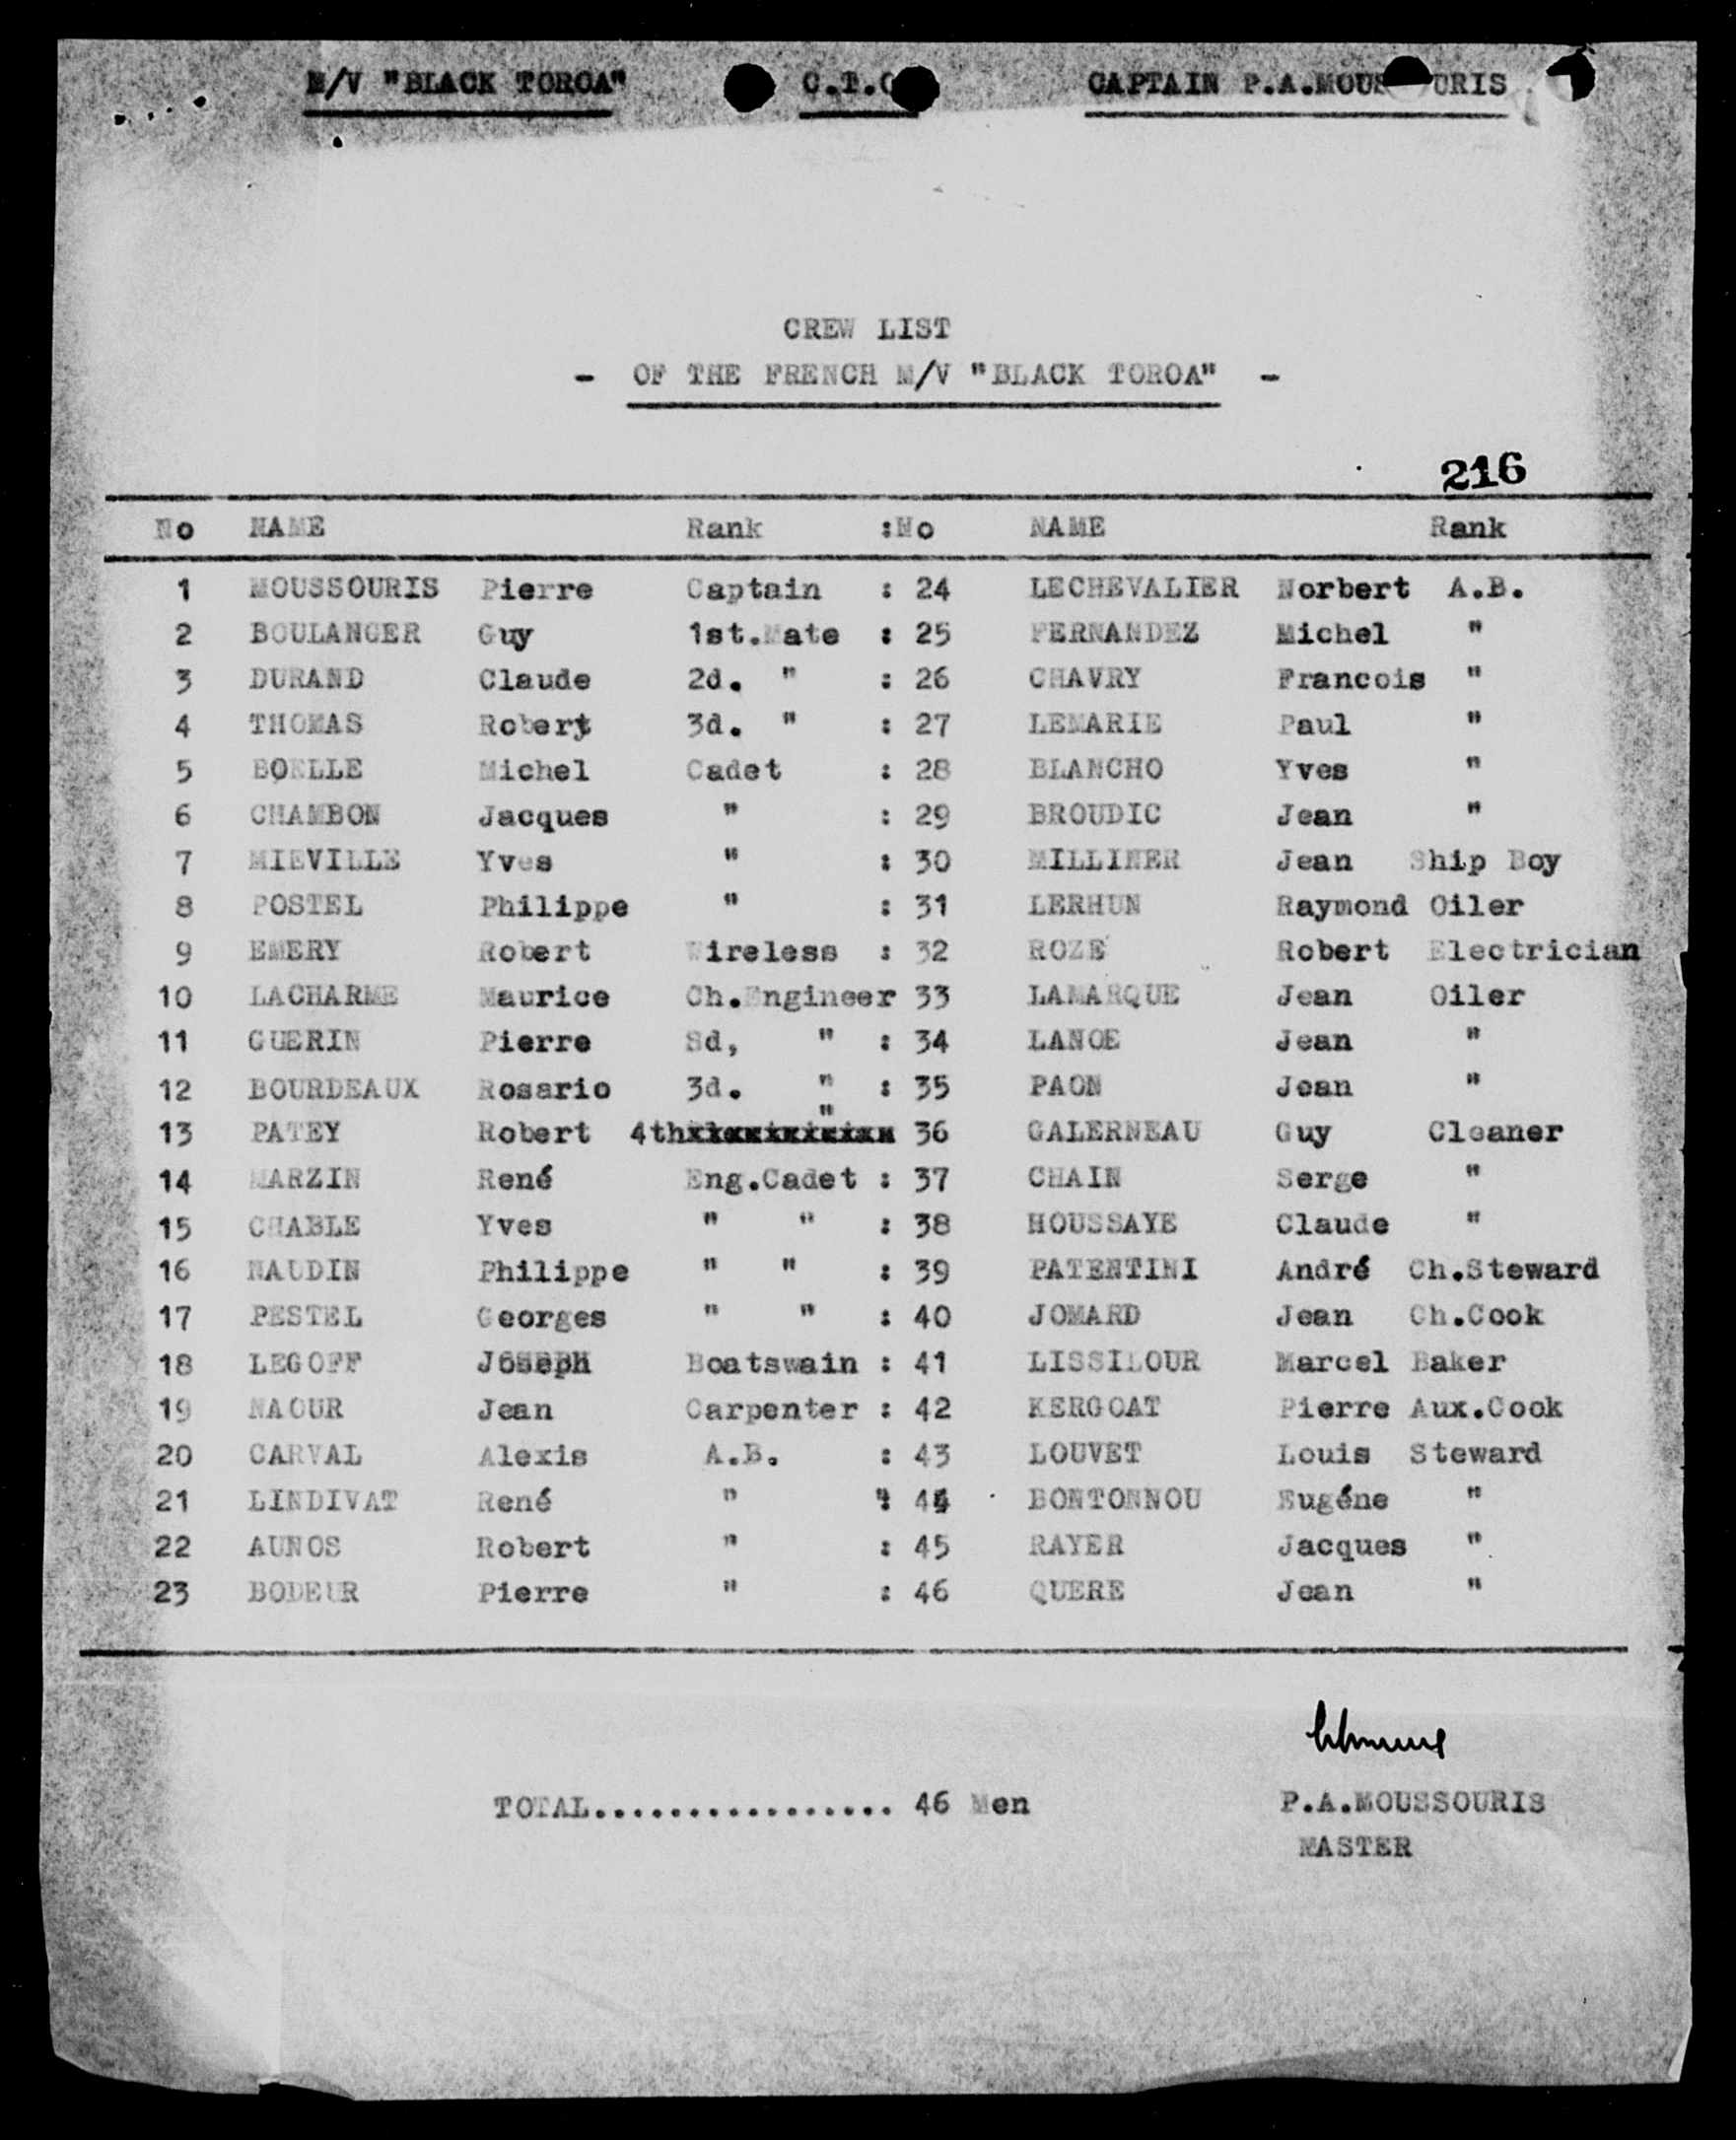 M/V "BLACK TOROA" C.T.O CAPTAIN P.A.MOUS OURIS
CREW LIST
- OF THE FRENCH M/V "BLACK TOROA" -
216
No NAME Rank :No NAME Rank
1 MOUSSOURIS Pierre Captain : 24 LECHEVALIER Norbert A.B.
2 BOULANGER Guy 1st.Mate : 25 FERNANDEZ Michel "
3 DURAND Claude 2d. " : 26 CHAVRY Francois "
4 THOMAS Robert 3d. " : 27 LEMARIE Paul "
5 BOELLE Michel Cadet : 28 BLANCHO Yves "
6 CHAMBON Jacques " : 29 BROUDIC Jean "
7 MIEVILLE Yves " : 30 MILLINER Jean Ship Boy
8 POSTEL Philippe " : 31 LERHUN Raymond Oiler
9 EMERY Robert Wireless : 32 ROZE Robert Electrician
10 LACHARME Maurice Ch.Engineer 33 LAMARQUE Jean Oiler
11 GUERIN Pierre Sd, " : 34 LANOE Jean "
12 BOURDEAUX Rosario 3d. " : 35 PAON Jean "
13 PATEY Robert 4th " 36 GALERNEAU Guy Cleaner
14 MARZIN René Eng.Cadet : 37 CHAIN Serge "
15 CHABLE Yves " " : 38 HOUSSAYE Claude "
16 NAUDIN Philippe " " : 39 PATENTINI André Ch.Steward
17 PESTEL Georges " " : 40 JOMARD Jean Ch.Cook
18 LEGOFF Joseph Boatswain : 41 LISSILOUR Marcel Baker
19 NAOUR Jean Carpenter : 42 KERGOAT Pierre Aux.Cook
20 CARVAL Alexis A.B. : 43 LOUVET Louis Steward
21 LINDIVAT René " : 44 BONTONNOU Eugéne "
22 AUNOS Robert " : 45 RAYER Jacques "
23 BODEUR Pierre " : 46 QUERE Jean "
TOTAL................ 46 Men
P.A.MOUSSOURIS
MASTER